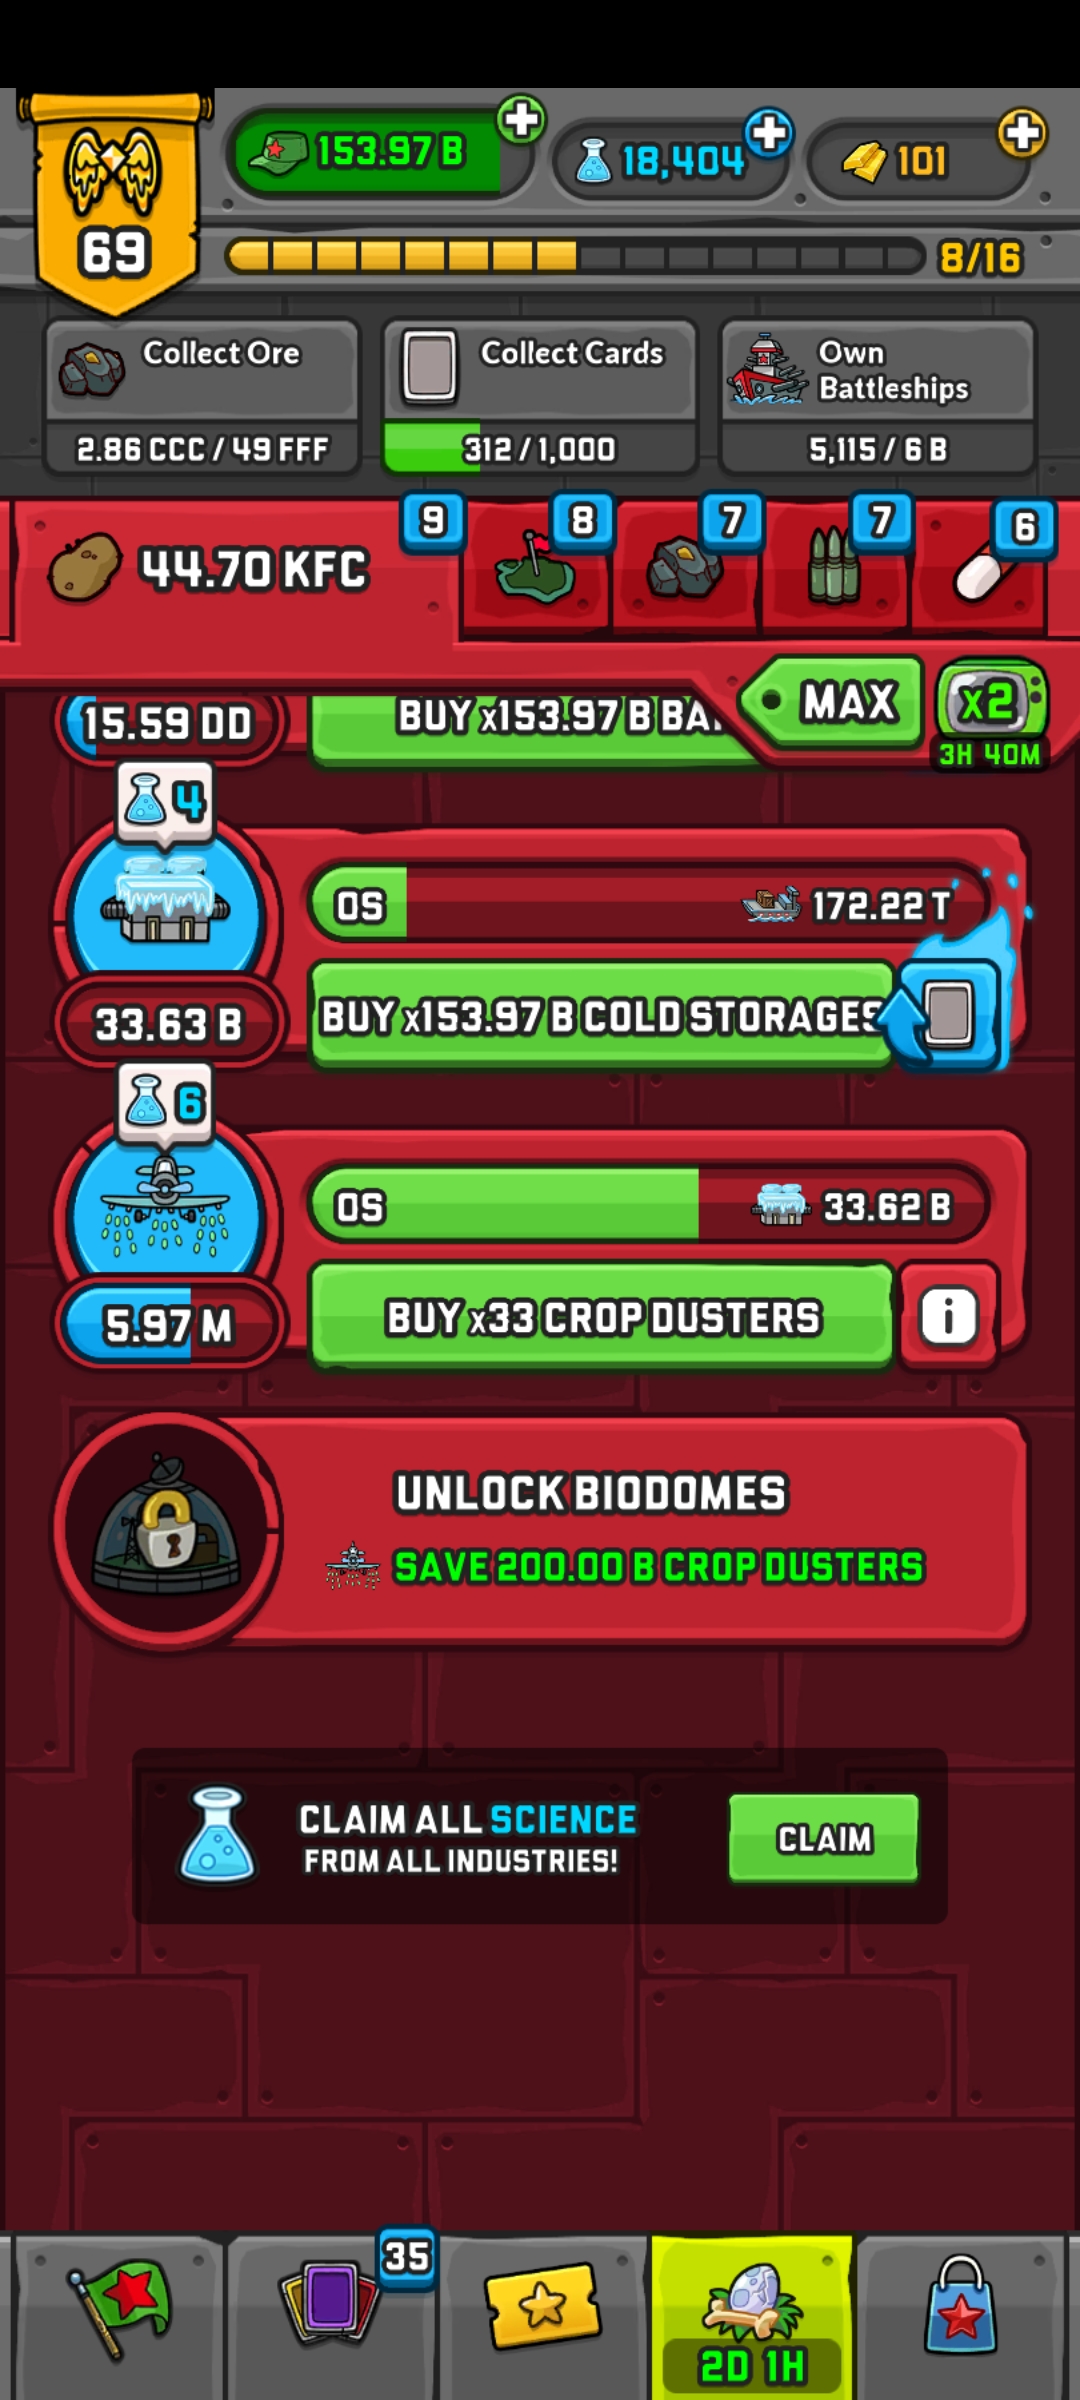 153.97 B
18,404
101
69
8/16
Collect Ore
2.86 CCC / 49 FFF
Collect Cards
312 / 1,000
Own
Battleships
5,115 / 6 B
44.70 KFC
9
8
7
7
6
MAX
x2
3H 40M
15.59 DD
BUY x153.97 B
4
OS
172.22 T
33.63 B
BUY x153.97 B COLD STORAGES
6
OS
33.62 B
5.97 M
BUY x33 CROP DUSTERS
i
UNLOCK BIODOMES
SAVE 200.00 B CROP DUSTERS
CLAIM ALL SCIENCE
FROM ALL INDUSTRIES!
CLAIM
35
2D 1H